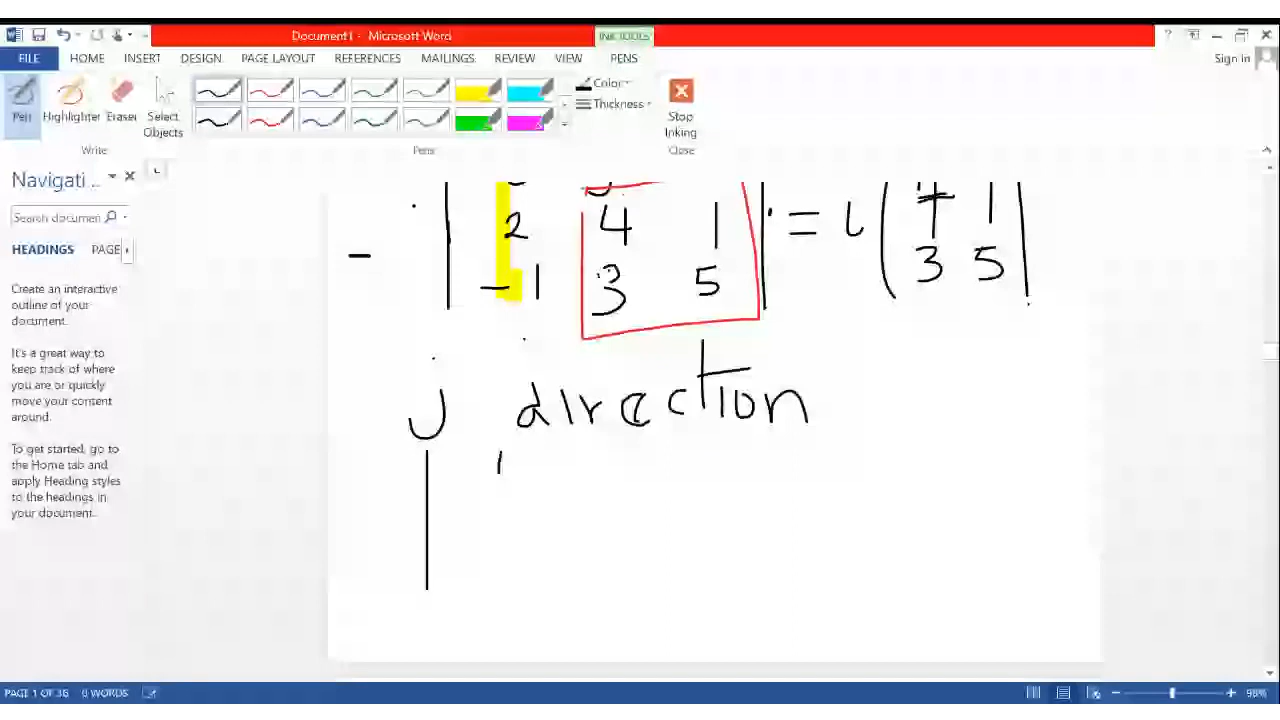 Document1 - Microsoft Word
INK TOOLS
?
FILE HOME INSERT DESIGN PAGE LAYOUT REFERENCES MAILINGS REVIEW VIEW PENS
Sign in
Pen Highlighter Eraser Select Objects
Color
Thickness
Stop Inking
Write Pens Close
Navigati...
Search documen
HEADINGS PAGE
Create an interactive
outline of your
document.
It's a great way to
keep track of where
you are or quickly
move your content
around.
To get started, go to
the Home tab and
apply Heading styles
to the headings in
your document.
- | 2 4 1 | = i | 4 1 |
-1 3 5 3 5
j direction
PAGE 1 OF 36 0 WORDS
98%